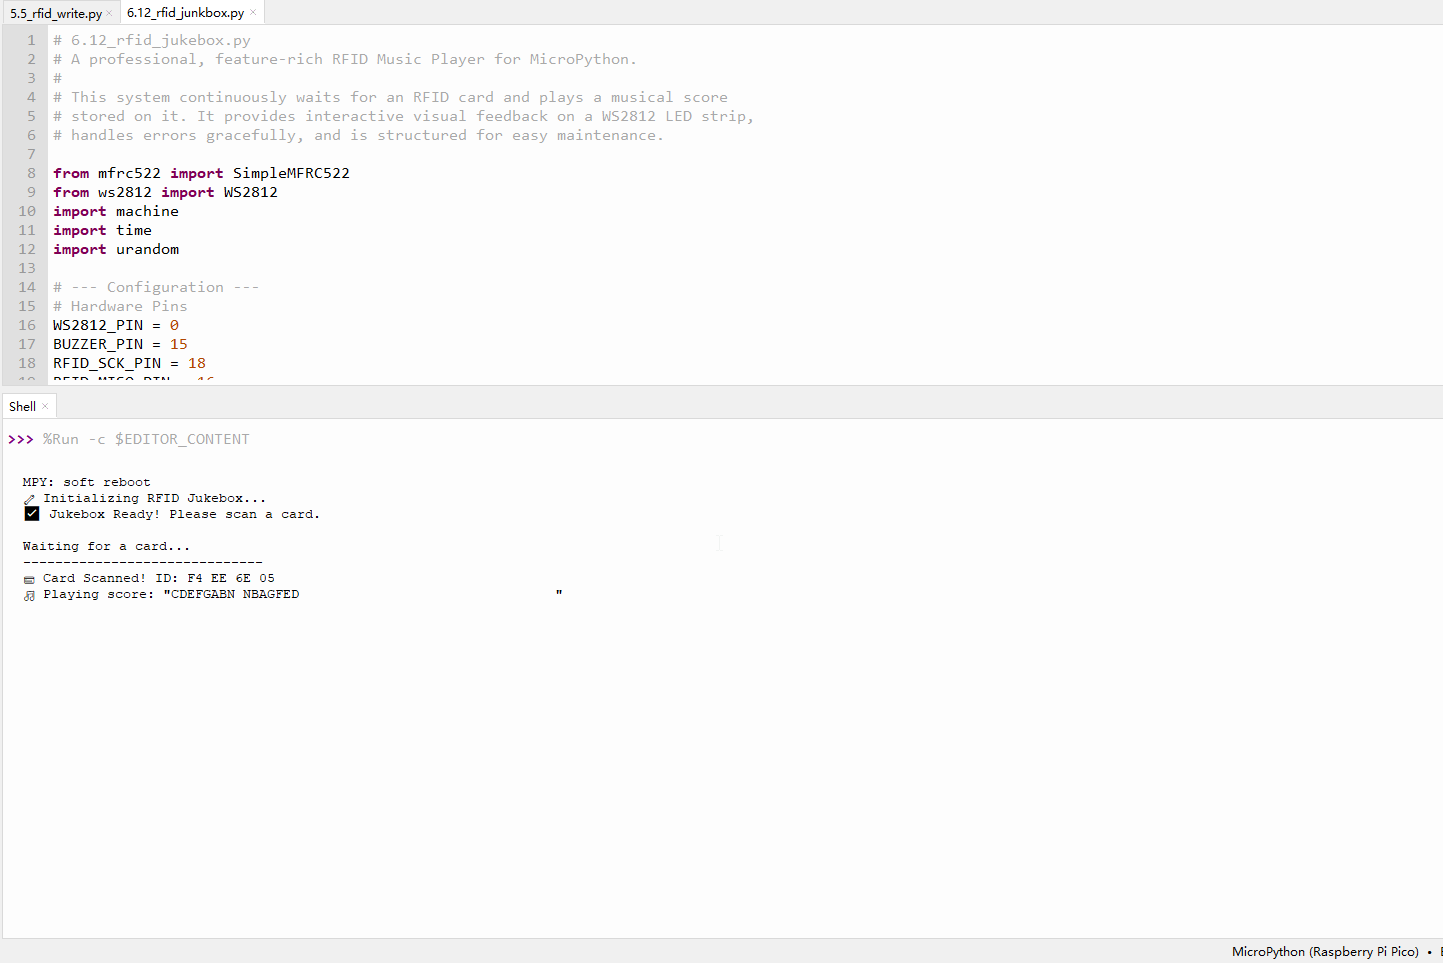 5.5_rfid_write.py × 6.12_rfid_junkbox.py ×
1 # 6.12_rfid_jukebox.py
2 # A professional, feature-rich RFID Music Player for MicroPython.
3 #
4 # This system continuously waits for an RFID card and plays a musical score
5 # stored on it. It provides interactive visual feedback on a WS2812 LED strip,
6 # handles errors gracefully, and is structured for easy maintenance.
7
8 from mfrc522 import SimpleMFRC522
9 from ws2812 import WS2812
10 import machine
11 import time
12 import urandom
13
14 # --- Configuration ---
15 # Hardware Pins
16 WS2812_PIN = 0
17 BUZZER_PIN = 15
18 RFID_SCK_PIN = 18
Shell ×
>>> %Run -c $EDITOR_CONTENT
MPY: soft reboot
Initializing RFID Jukebox...
Jukebox Ready! Please scan a card.
Waiting for a card...
------------------------------
Card Scanned! ID: F4 EE 6E 05
Playing score: "CDEFGABN NBAGFED                                "
MicroPython (Raspberry Pi Pico) •